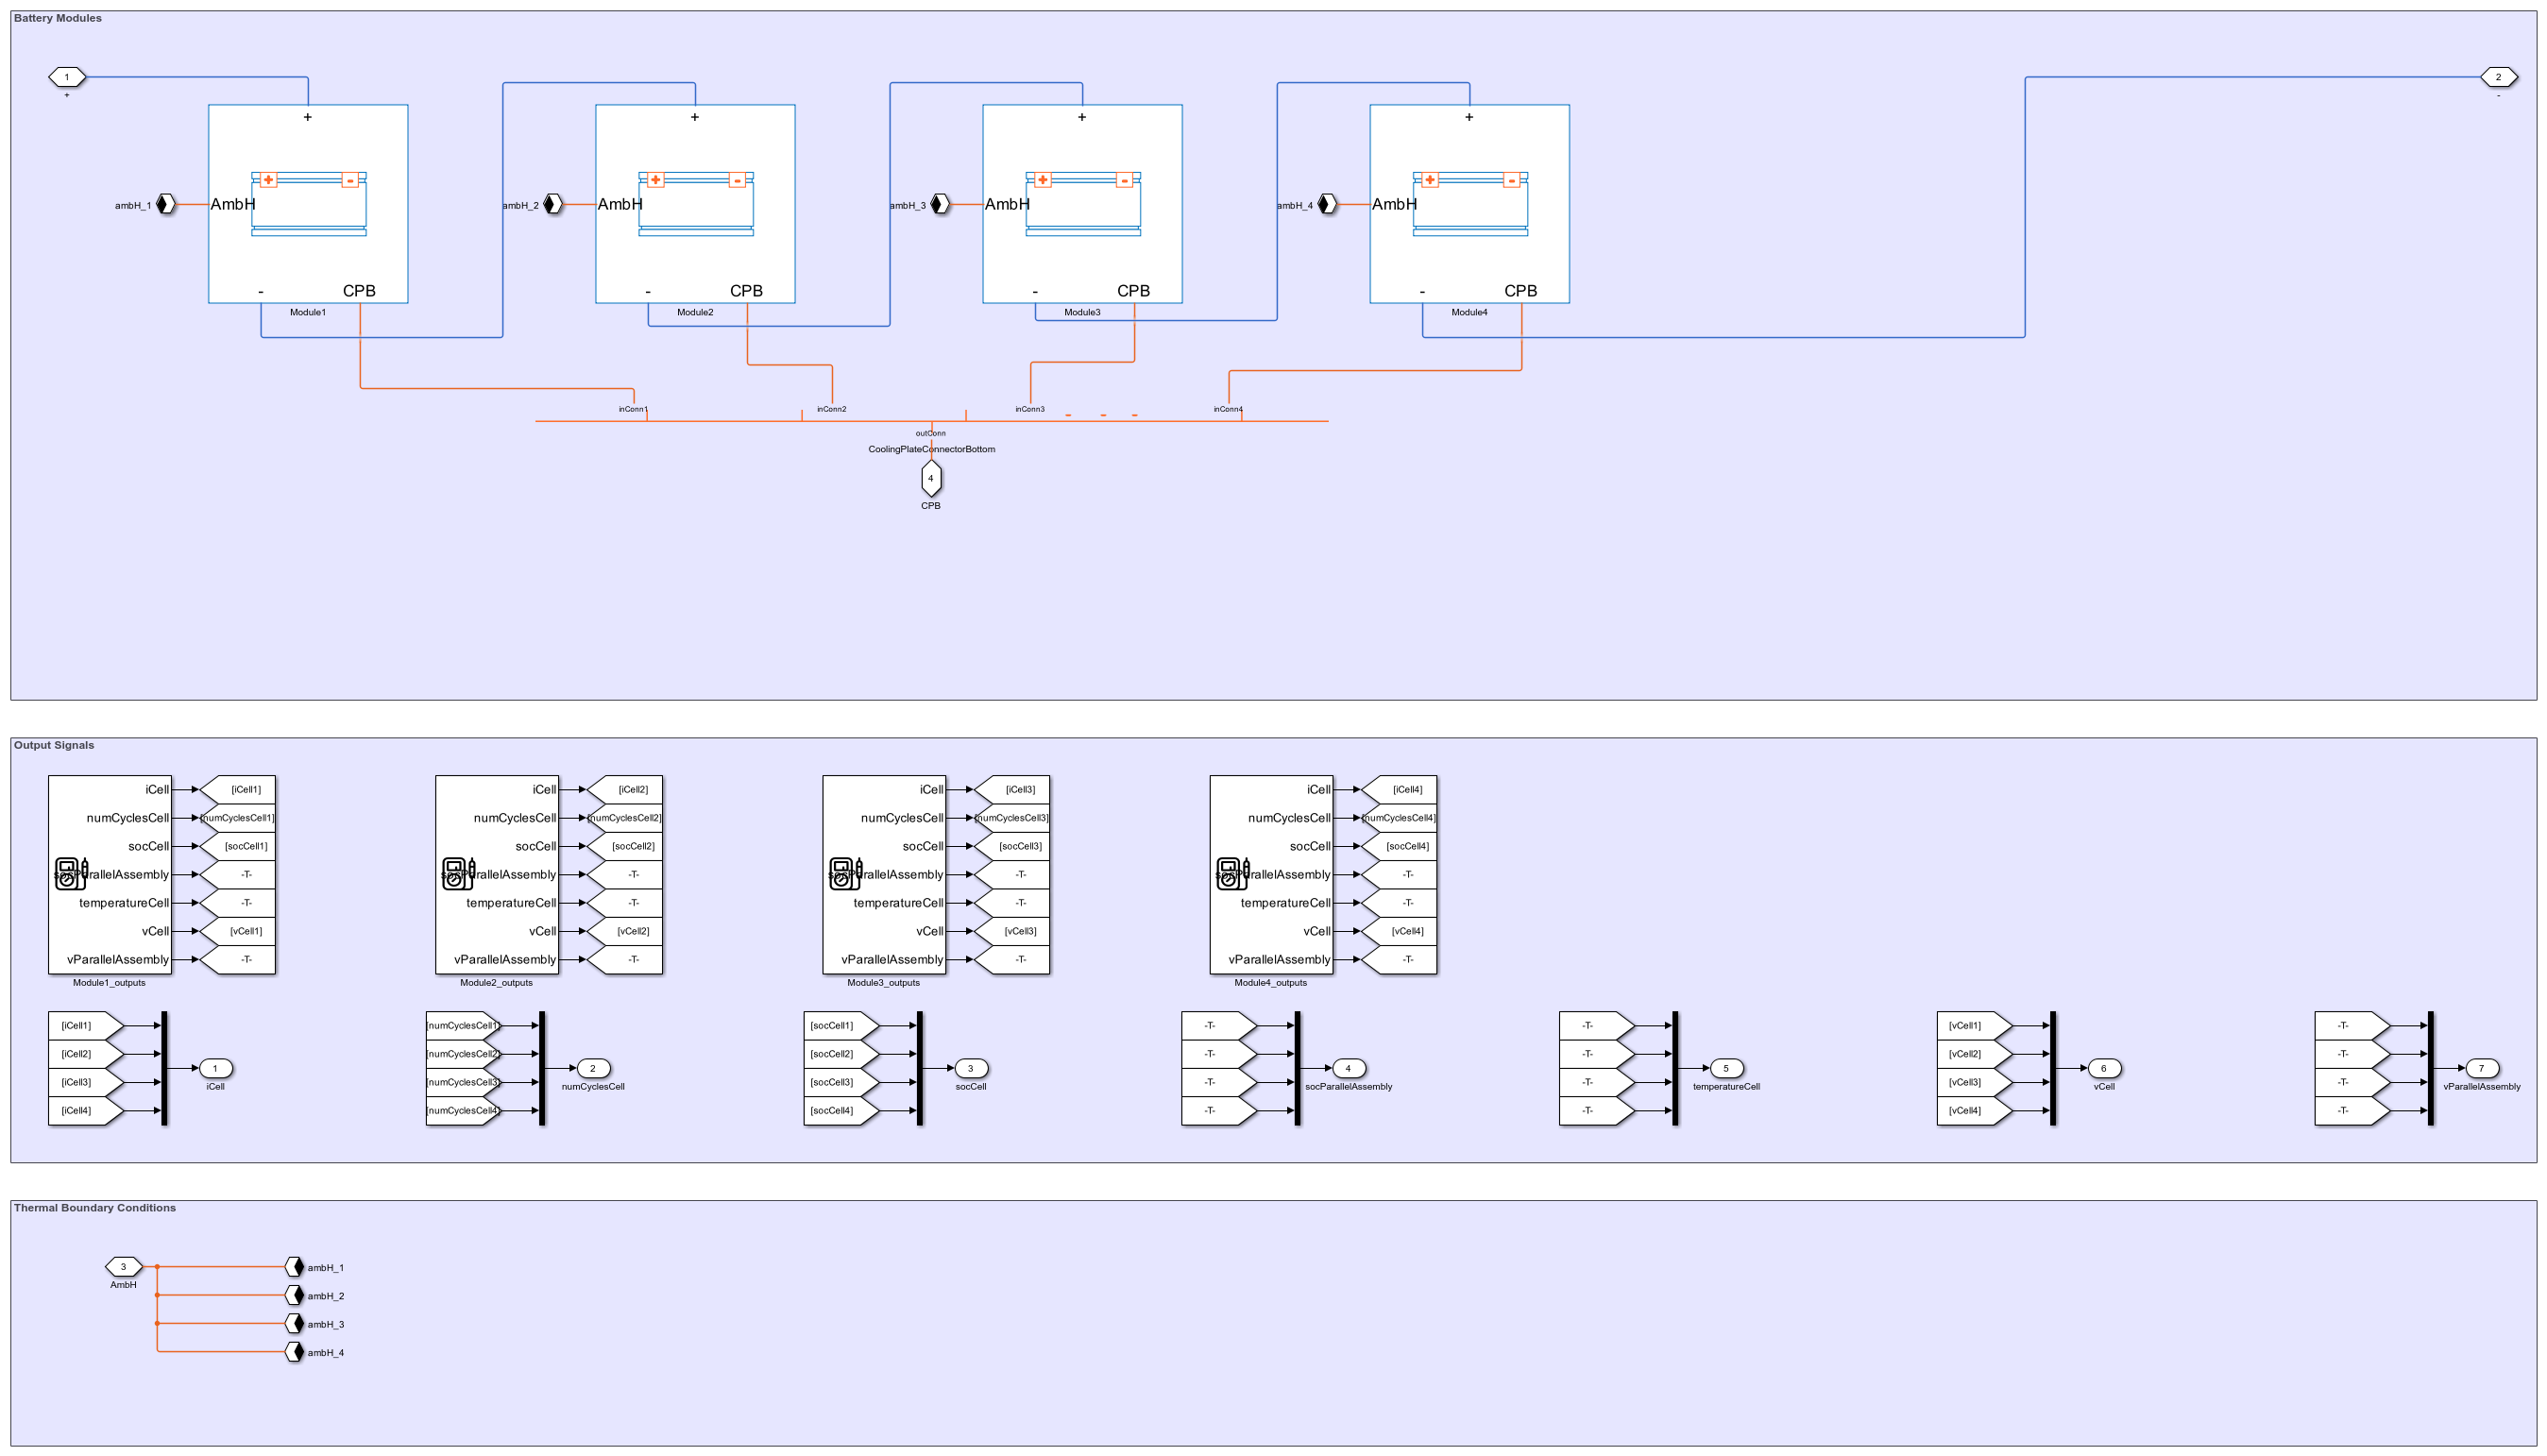 Battery Modules
1
+
2
-
+
+
+
+
+ -
+ -
+ -
+ -
ambH_1
AmbH
ambH_2
AmbH
ambH_3
AmbH
ambH_4
AmbH
- CPB
- CPB
- CPB
- CPB
Module1
Module2
Module3
Module4
inConn1
inConn2
inConn3
inConn4
outConn
CoolingPlateConnectorBottom
4
CPB
Output Signals
iCell
[iCell1]
numCyclesCell
[numCyclesCell1]
socCell
[socCell1]
socParallelAssembly
-T-
temperatureCell
-T-
vCell
[vCell1]
vParallelAssembly
-T-
Module1_outputs
iCell
[iCell2]
numCyclesCell
[numCyclesCell2]
socCell
[socCell2]
socParallelAssembly
-T-
temperatureCell
-T-
vCell
[vCell2]
vParallelAssembly
-T-
Module2_outputs
iCell
[iCell3]
numCyclesCell
[numCyclesCell3]
socCell
[socCell3]
socParallelAssembly
-T-
temperatureCell
-T-
vCell
[vCell3]
vParallelAssembly
-T-
Module3_outputs
iCell
[iCell4]
numCyclesCell
[numCyclesCell4]
socCell
[socCell4]
socParallelAssembly
-T-
temperatureCell
-T-
vCell
[vCell4]
vParallelAssembly
-T-
Module4_outputs
[iCell1]
[iCell2]
[iCell3]
[iCell4]
1
iCell
[numCyclesCell1]
[numCyclesCell2]
[numCyclesCell3]
[numCyclesCell4]
2
numCyclesCell
[socCell1]
[socCell2]
[socCell3]
[socCell4]
3
socCell
-T-
-T-
-T-
-T-
4
socParallelAssembly
-T-
-T-
-T-
-T-
5
temperatureCell
[vCell1]
[vCell2]
[vCell3]
[vCell4]
6
vCell
-T-
-T-
-T-
-T-
7
vParallelAssembly
Thermal Boundary Conditions
3
AmbH
ambH_1
ambH_2
ambH_3
ambH_4